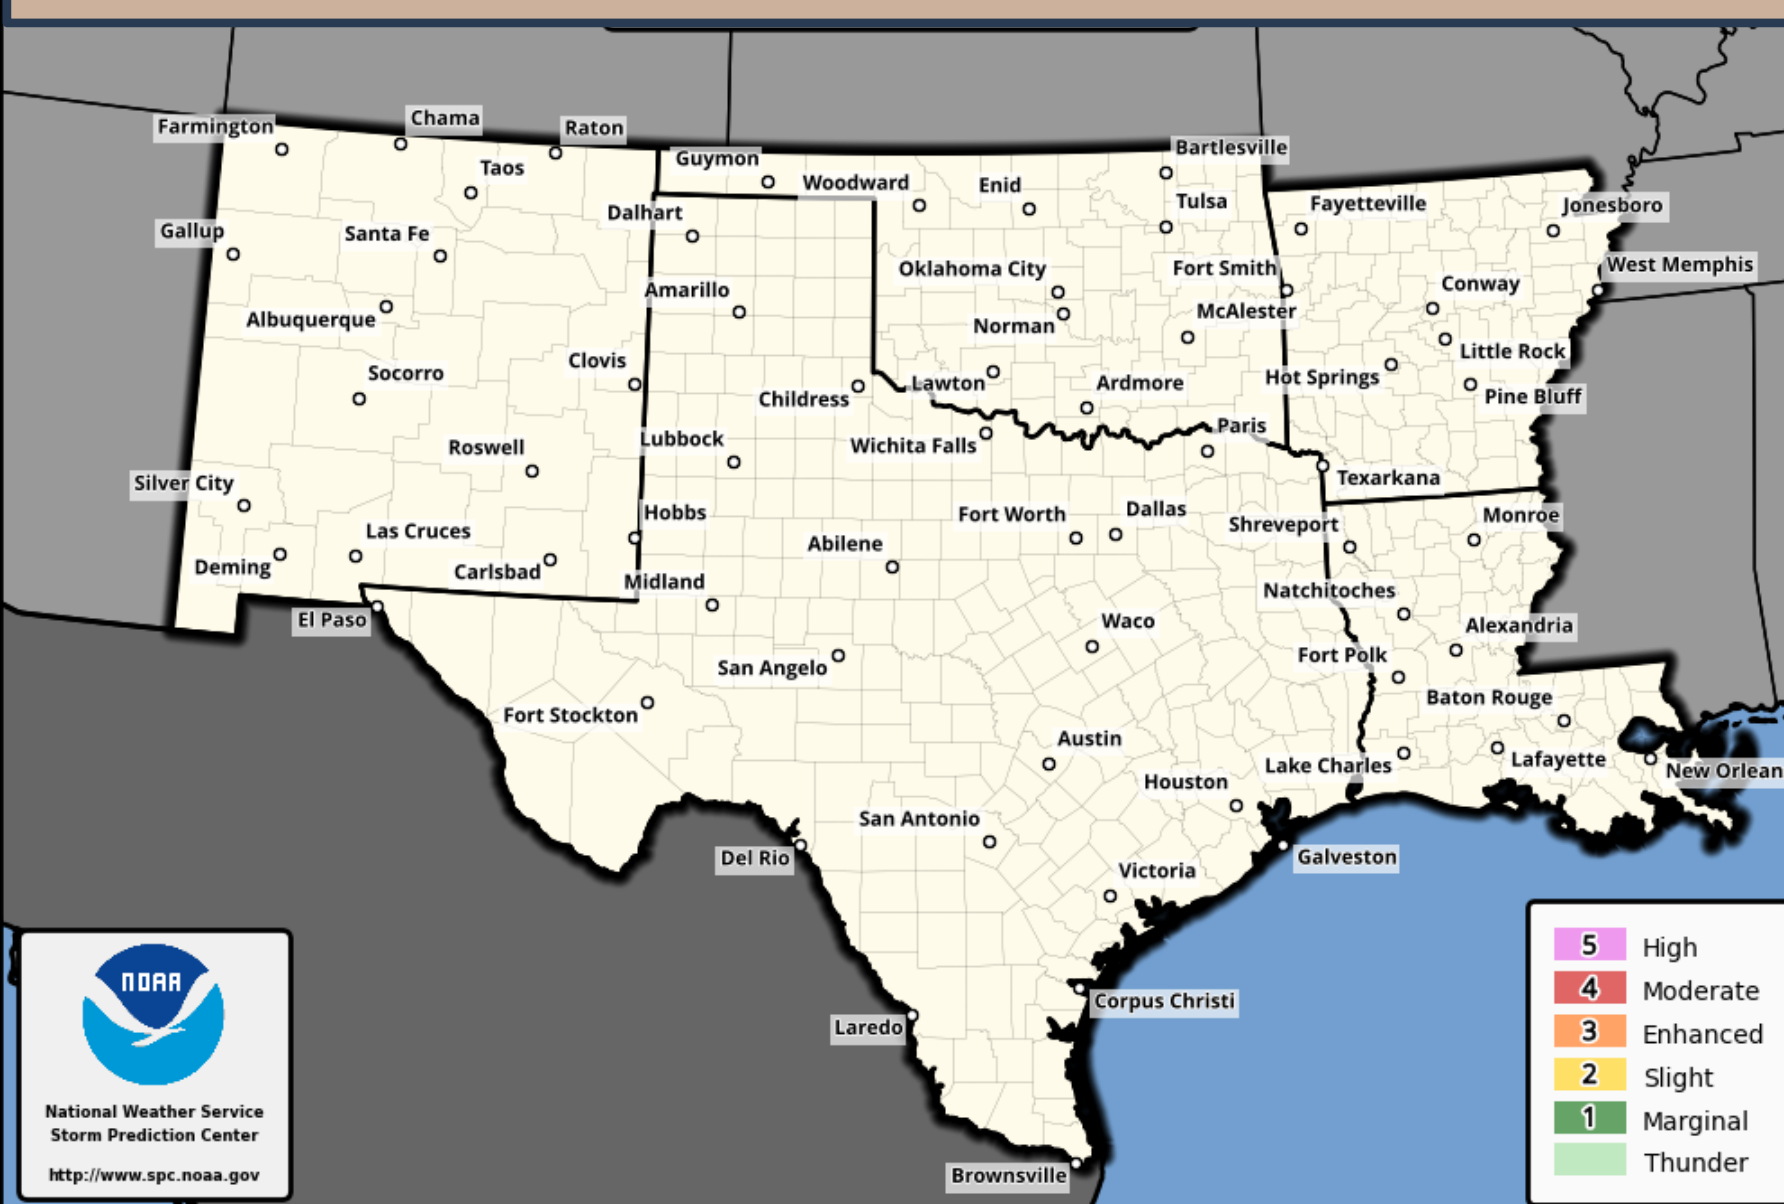 Farmington
Chama
Raton
Taos
Guymon
Woodward
Enid
Bartlesville
Tulsa
Fayetteville
Jonesboro
Gallup
Santa Fe
Dalhart
Oklahoma City
Fort Smith
West Memphis
Albuquerque
Amarillo
Norman
McAlester
Conway
Little Rock
Socorro
Clovis
Childress
Lawton
Ardmore
Hot Springs
Pine Bluff
Roswell
Lubbock
Wichita Falls
Paris
Texarkana
Silver City
Hobbs
Fort Worth
Dallas
Shreveport
Monroe
Las Cruces
Abilene
Deming
Carlsbad
Midland
Natchitoches
El Paso
Waco
Alexandria
San Angelo
Fort Polk
Fort Stockton
Baton Rouge
Austin
Lake Charles
Lafayette
New Orlean
Houston
San Antonio
Del Rio
Galveston
Victoria
Corpus Christi
Laredo
Brownsville
NOAA
National Weather Service
Storm Prediction Center
http://www.spc.noaa.gov
5 High
4 Moderate
3 Enhanced
2 Slight
1 Marginal
Thunder